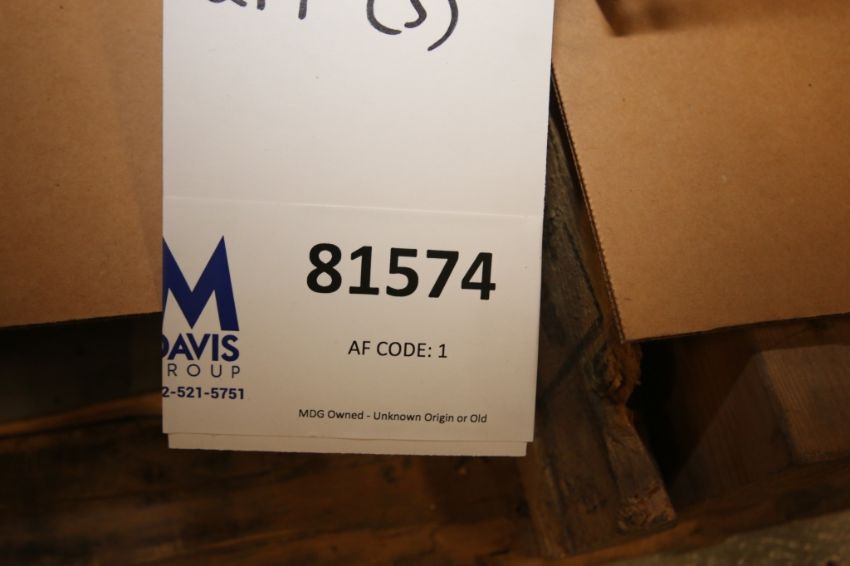 (S)
81574
M
DAVIS
AF CODE: 1
ROUP
2-521-5751
MDG Owned - Unknown Origin or Old